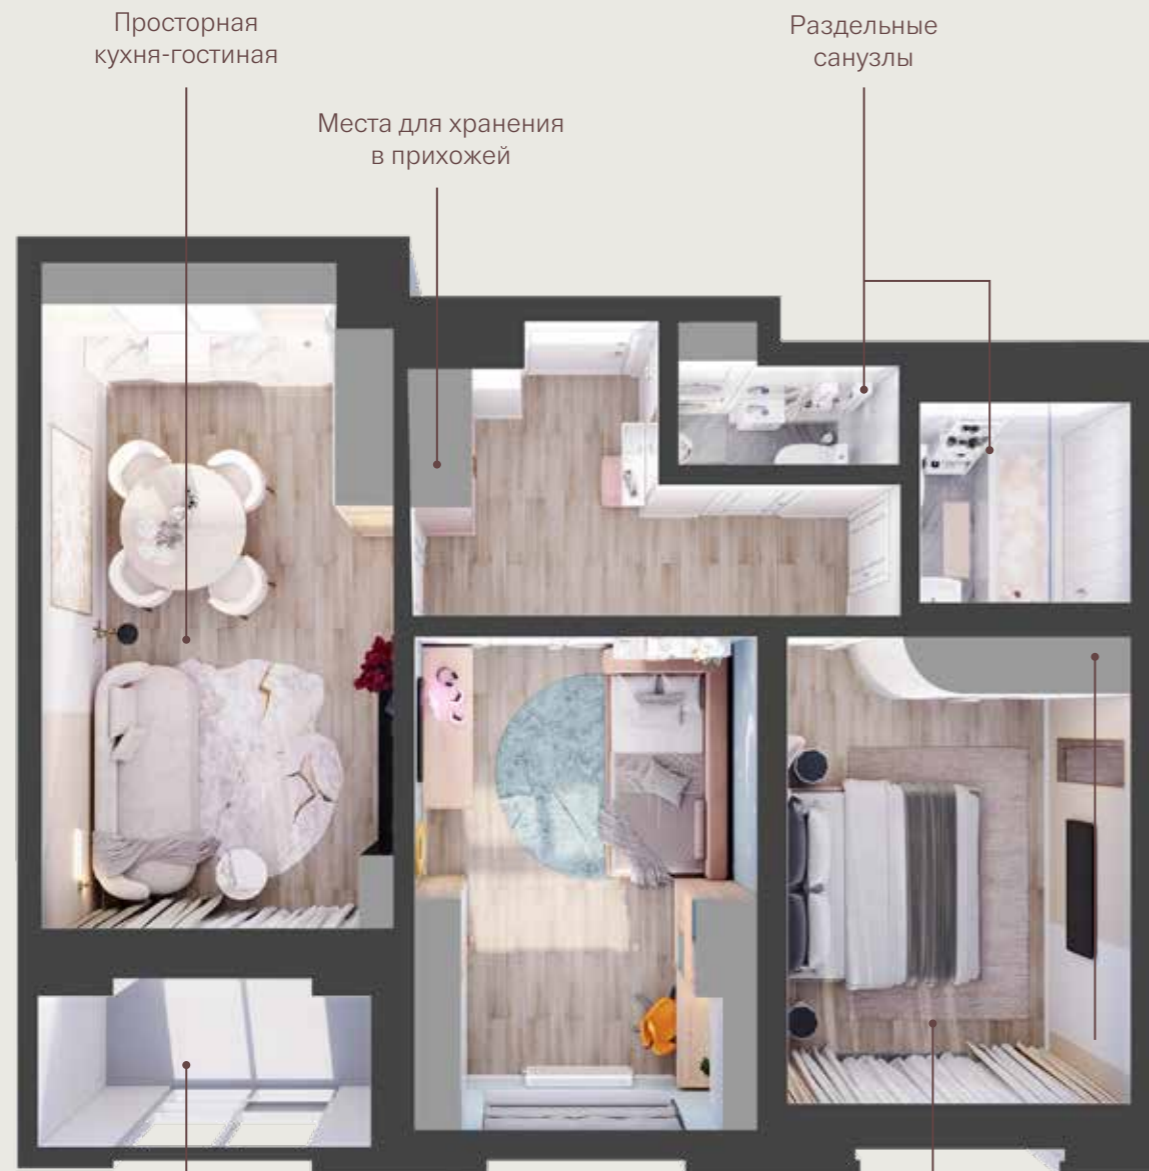 Просторная
кухня-гостиная
Раздельные
санузлы
Места для хранения
в прихожей